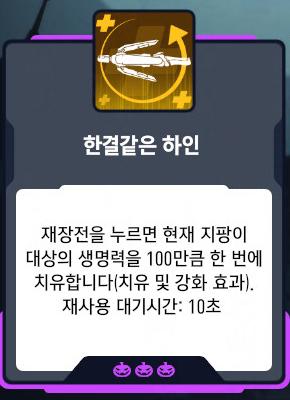 한결같은 하인
재장전을 누르면 현재 지팡이
대상의 생명력을 100만큼 한 번에
치유합니다(치유 및 강화 효과).
재사용 대기시간: 10초